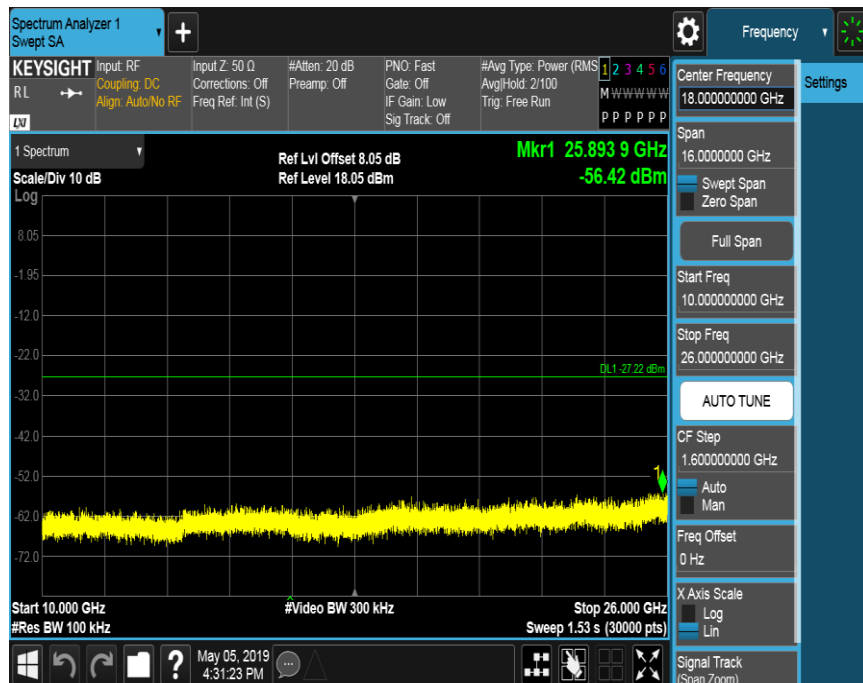 Spectrum Analyzer 1
Swept SA
Frequency
KEYSIGHT
RL
LXI
Input: RF
Coupling: DC
Align: Auto/No RF
Input Z: 50 Ω
Corrections: Off
Freq Ref: Int (S)
#Atten: 20 dB
Preamp: Off
PNO: Fast
Gate: Off
IF Gain: Low
Sig Track: Off
#Avg Type: Power (RMS
Avg|Hold: 2/100
Trig: Free Run
1 2 3 4 5 6
M W W W W W
P P P P P P
1 Spectrum
Scale/Div 10 dB
Log
Ref Lvl Offset 8.05 dB
Ref Level 18.05 dBm
Mkr1 25.893 9 GHz
-56.42 dBm
8.05
-1.95
-12.0
-22.0
DL1 -27.22 dBm
-32.0
-42.0
-52.0
1
-62.0
-72.0
Start 10.000 GHz
#Res BW 100 kHz
#Video BW 300 kHz
Stop 26.000 GHz
Sweep 1.53 s (30000 pts)
May 05, 2019
4:31:23 PM
Center Frequency
18.000000000 GHz
Settings
Span
16.0000000 GHz
Swept Span
Zero Span
Full Span
Start Freq
10.000000000 GHz
Stop Freq
26.000000000 GHz
AUTO TUNE
CF Step
1.600000000 GHz
Auto
Man
Freq Offset
0 Hz
X Axis Scale
Log
Lin
Signal Track
(Span Zoom)